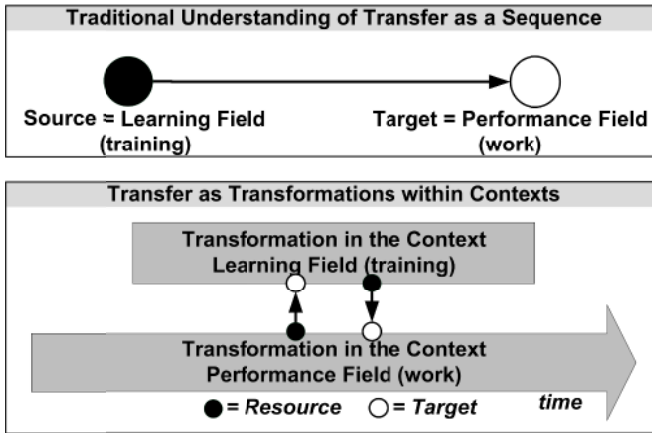 Traditional Understanding of Transfer as a Sequence
Source = Learning Field
(training)
Target = Performance Field
(work)
Transfer as Transformations within Contexts
Transformation in the Context
Learning Field (training)
Transformation in the Context
Performance Field (work)
= Resource = Target
time